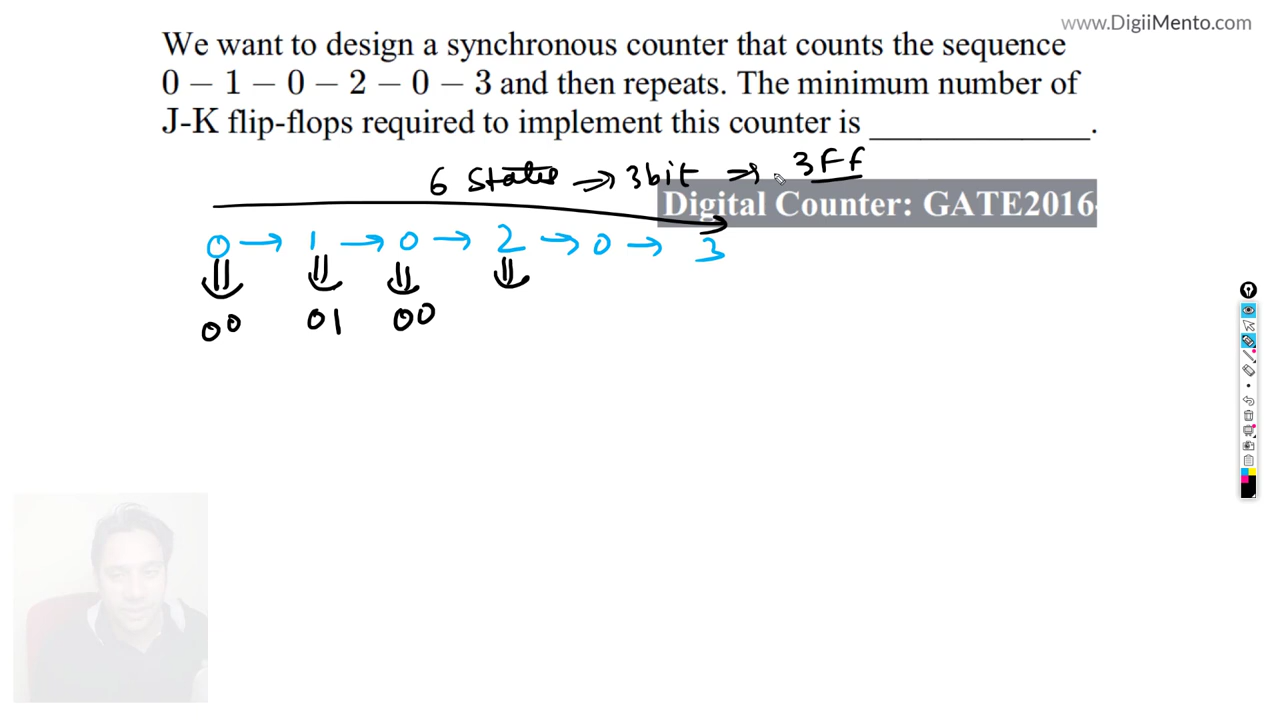 www.DigiiMento.com
We want to design a synchronous counter that counts the sequence
0 – 1 – 0 – 2 – 0 – 3 and then repeats. The minimum number of
J-K flip-flops required to implement this counter is ____________.
6 States => 3bit => 3FF
Digital Counter: GATE2016-
0 → 1 → 0 → 2 → 0 → 3
00 01 00